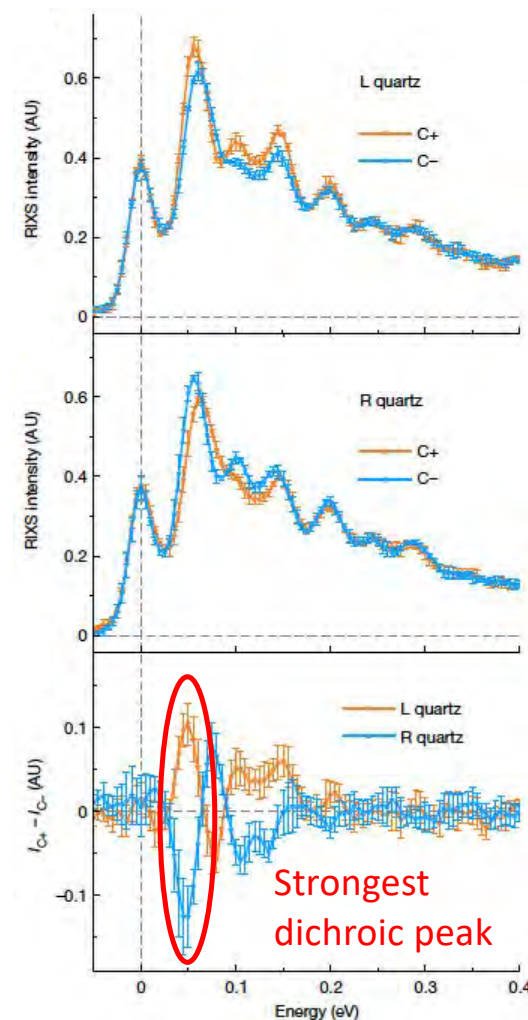 RIXS intensity (AU)
0.6
0.4
0.2
0
L quartz
C+
C−
RIXS intensity (AU)
0.6
0.4
0.2
0
R quartz
C+
C−
I C+ − I C− (AU)
0.1
0
−0.1
L quartz
R quartz
Strongest
dichroic peak
0 0.1 0.2 0.3 0.4
Energy (eV)